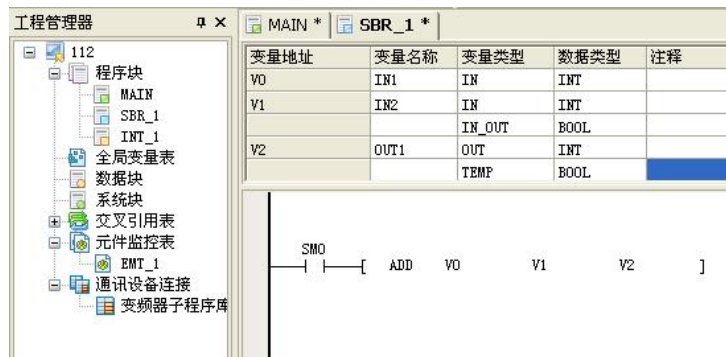 工程管理器
112
程序块
MAIN
SBR_1
INT_1
全局变量表
数据块
系统块
交叉引用表
元件监控表
EMT_1
通讯设备连接
变频器子程序库
MAIN *
SBR_1 *
变量地址 变量名称 变量类型 数据类型 注释
V0 IN1 IN INT
V1 IN2 IN INT
IN_OUT BOOL
V2 OUT1 OUT INT
TEMP BOOL
SM0
[ ADD V0 V1 V2 ]